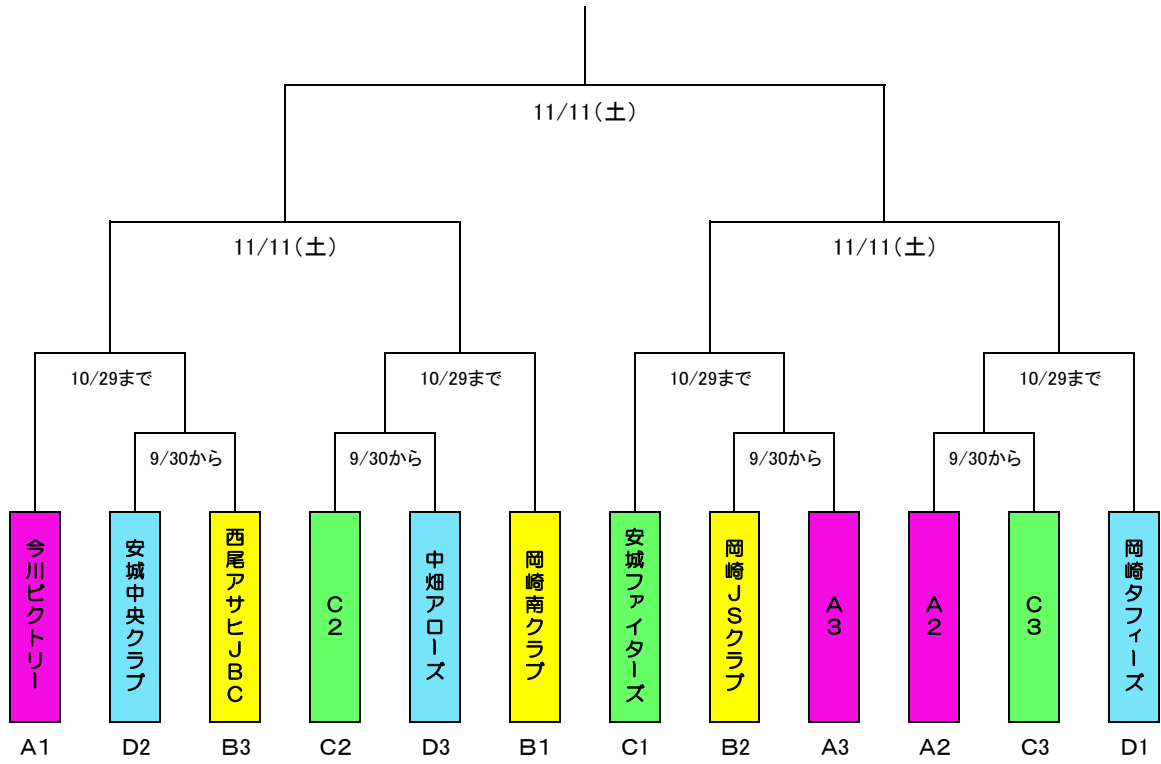 11/11(土)
11/11(土)
11/11(土)
10/29まで
10/29まで
10/29まで
10/29まで
9/30から
9/30から
9/30から
9/30から
今川ビクトリー
安城中央クラブ
西尾アサヒJBC
C2
中畑アローズ
岡崎南クラブ
安城ファイターズ
岡崎JSクラブ
A3
A2
C3
岡崎タフィーズ
A1
D2
B3
C2
D3
B1
C1
B2
A3
A2
C3
D1